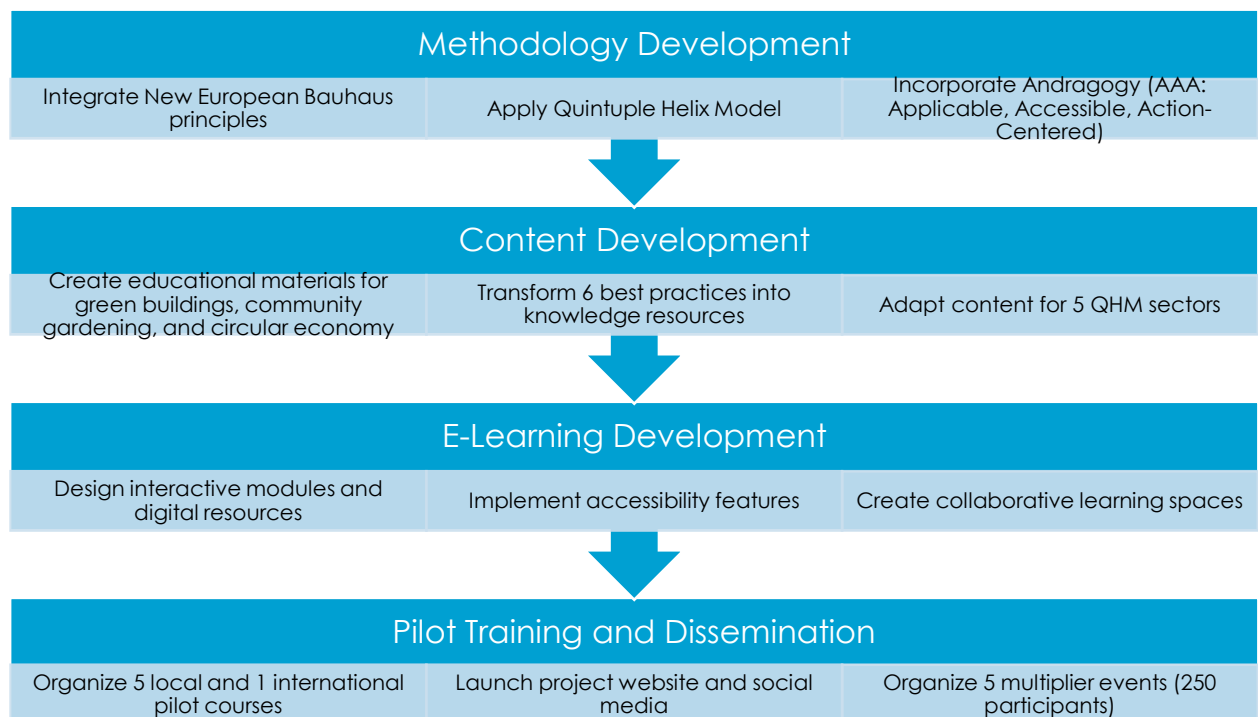 Methodology Development
Integrate New European Bauhaus
principles
Apply Quintuple Helix Model
Incorporate Andragogy (AAA:
Applicable, Accessible, Action-
Centered)
Content Development
Create educational materials for
green buildings, community
gardening, and circular economy
Transform 6 best practices into
knowledge resources
Adapt content for 5 QHM sectors
E-Learning Development
Design interactive modules and
digital resources
Implement accessibility features
Create collaborative learning spaces
Pilot Training and Dissemination
Organize 5 local and 1 international
pilot courses
Launch project website and social
media
Organize 5 multiplier events (250
participants)